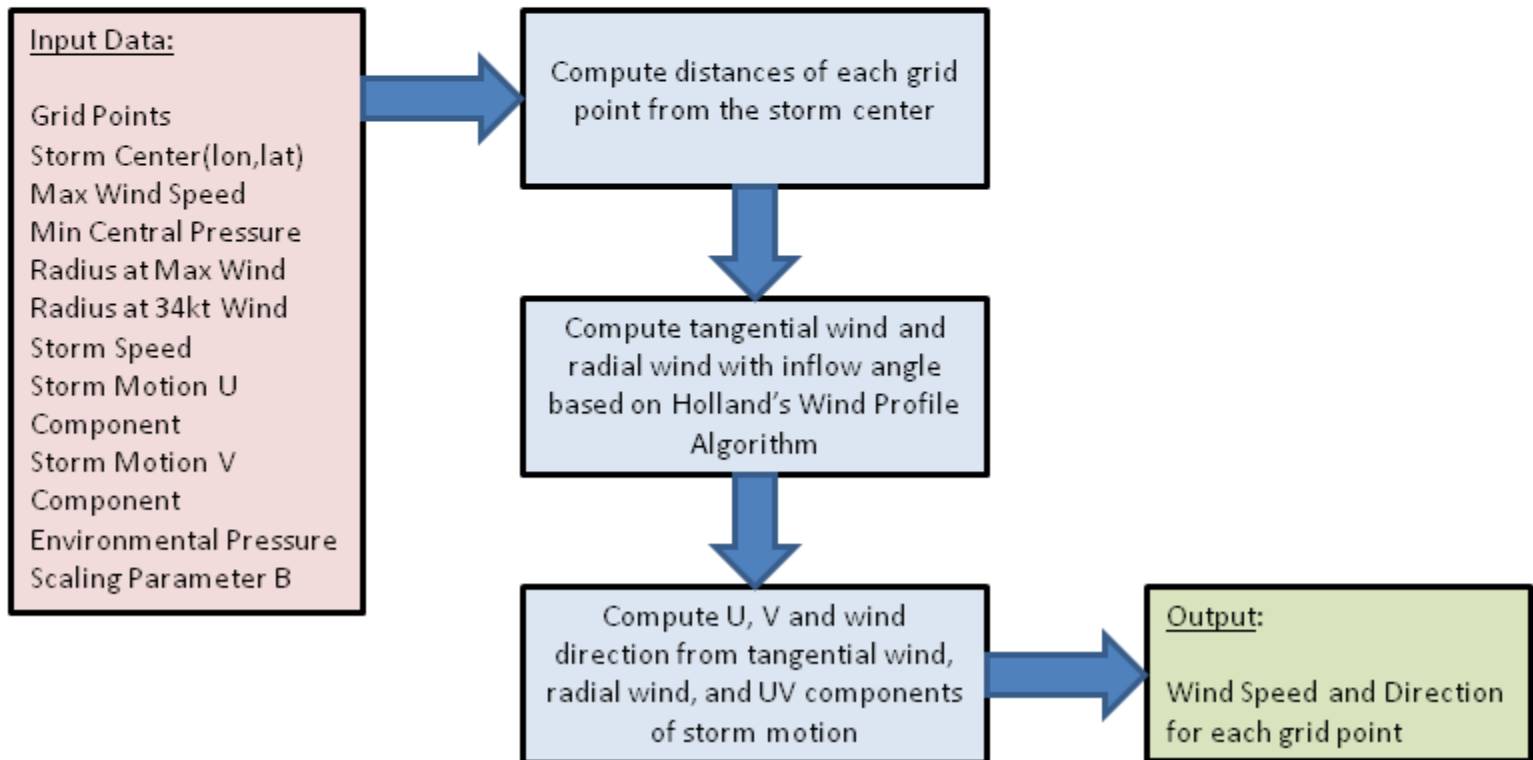 Input Data:
Grid Points
Storm Center(lon,lat)
Max Wind Speed
Min Central Pressure
Radius at Max Wind
Radius at 34kt Wind
Storm Speed
Storm Motion U
Component
Storm Motion V
Component
Environmental Pressure
Scaling Parameter B
Compute distances of each grid
point from the storm center
Compute tangential wind and
radial wind with inflow angle
based on Holland's Wind Profile
Algorithm
Compute U, V and wind
direction from tangential wind,
radial wind, and UV components
of storm motion
Output:
Wind Speed and Direction
for each grid point